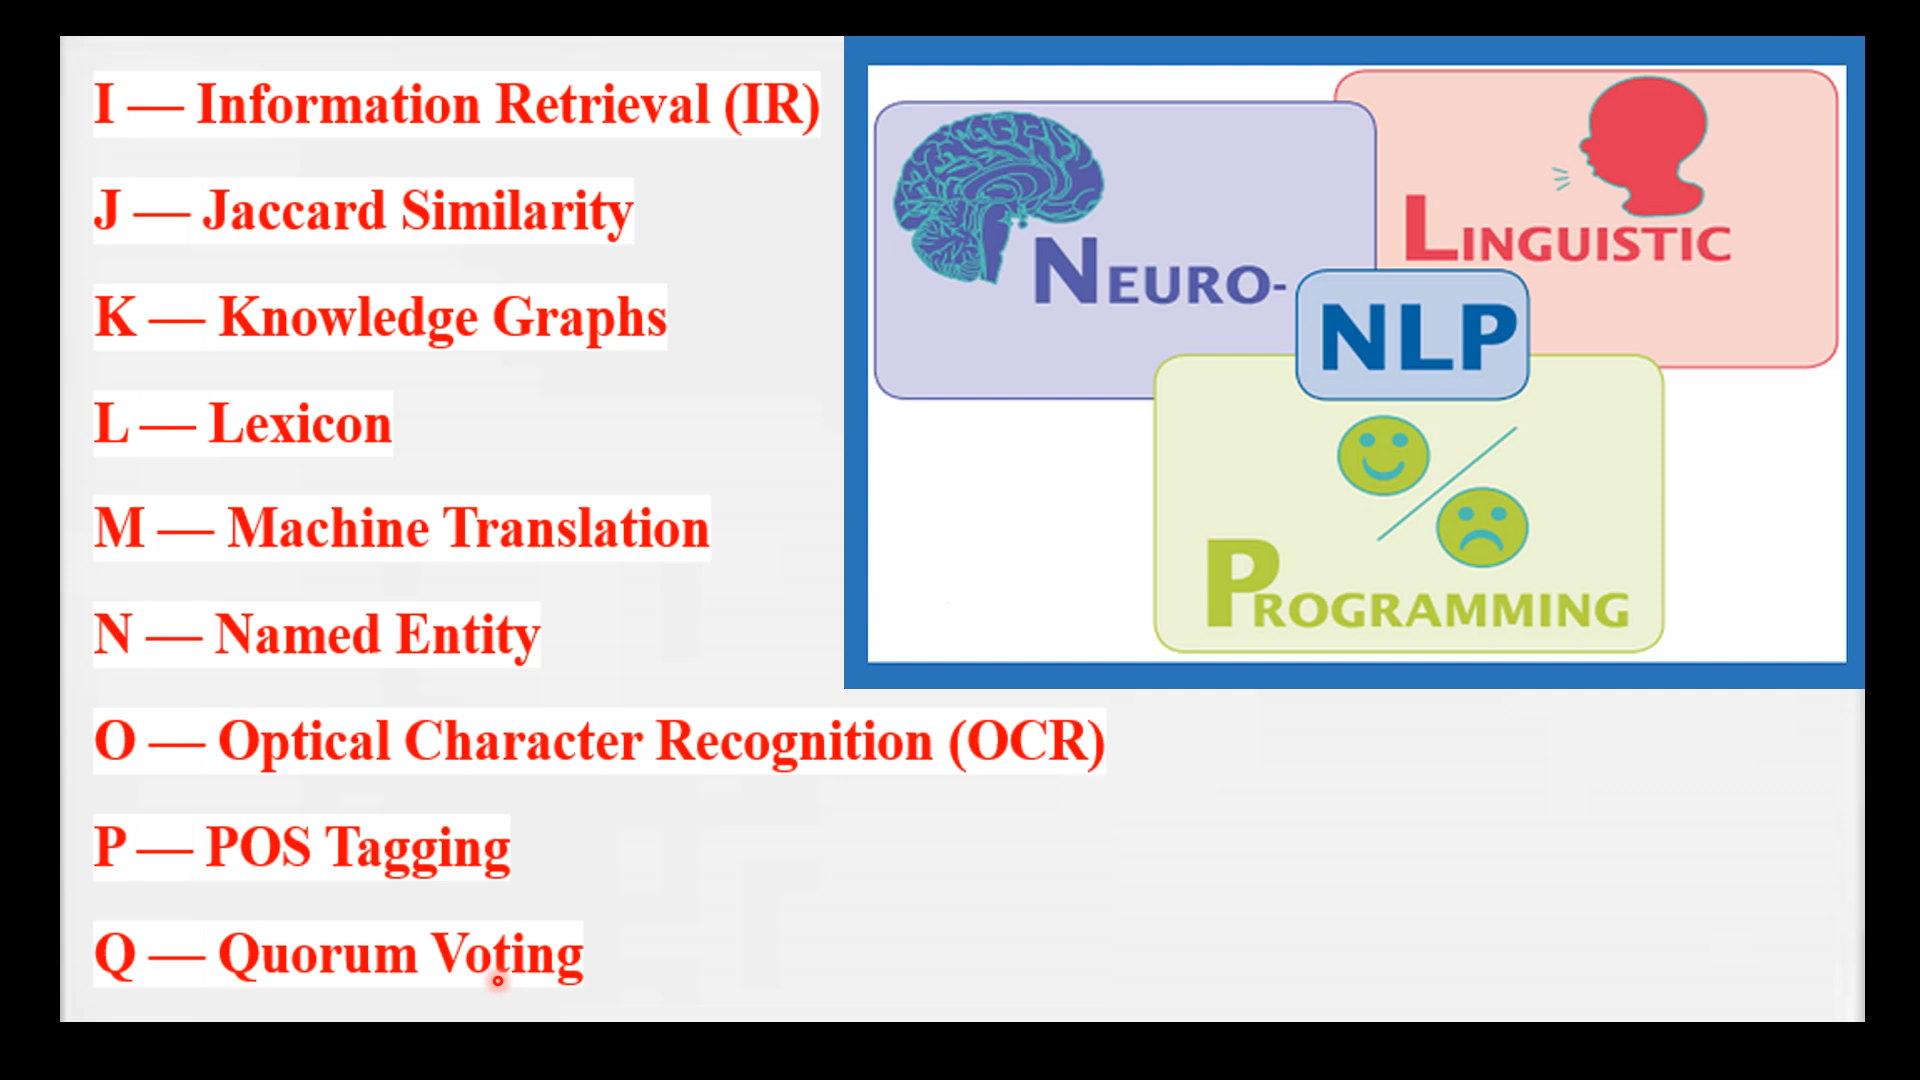 I — Information Retrieval (IR)
J — Jaccard Similarity
K — Knowledge Graphs
L — Lexicon
M — Machine Translation
N — Named Entity
O — Optical Character Recognition (OCR)
P — POS Tagging
Q — Quorum Voting
NEURO-
LINGUISTIC
NLP
PROGRAMMING